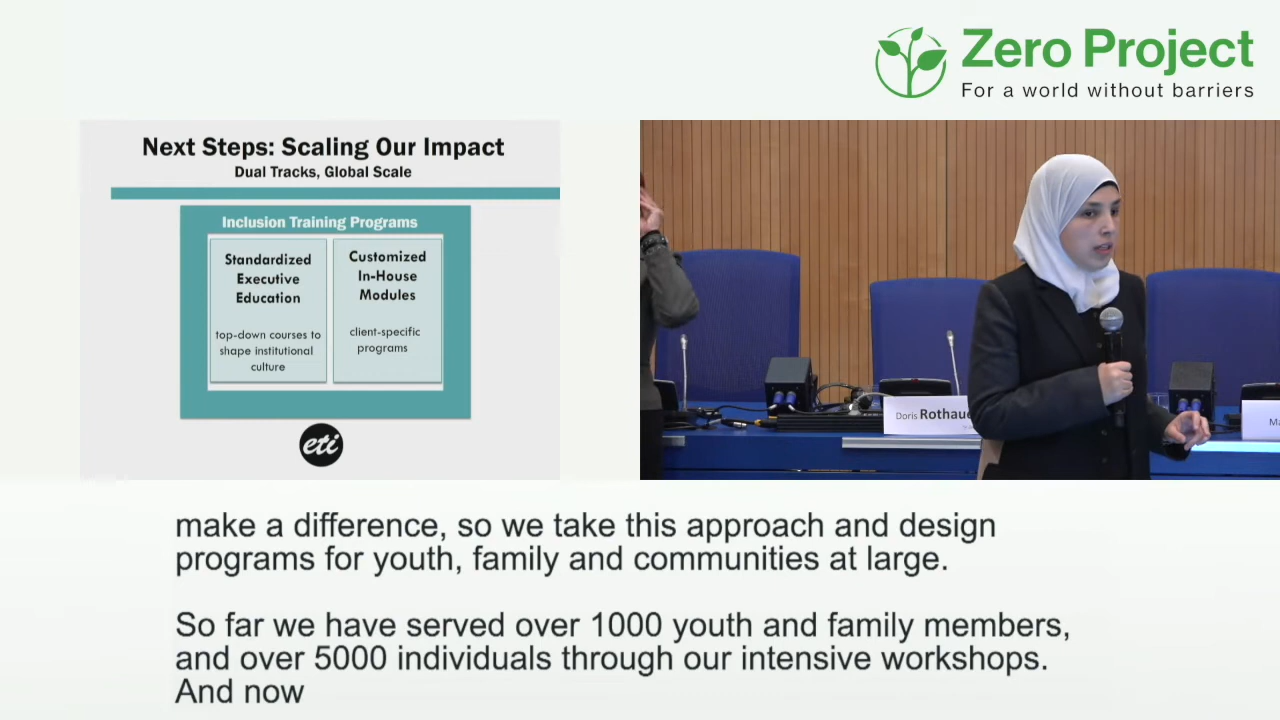 Zero Project
For a world without barriers
Next Steps: Scaling Our Impact
Dual Tracks, Global Scale
Inclusion Training Programs
Standardized
Executive
Education
top-down courses to
shape institutional
culture
Customized
In-House
Modules
client-specific
programs
eti
Doris Rothaue
Ma
make a difference, so we take this approach and design
programs for youth, family and communities at large.
So far we have served over 1000 youth and family members,
and over 5000 individuals through our intensive workshops.
And now